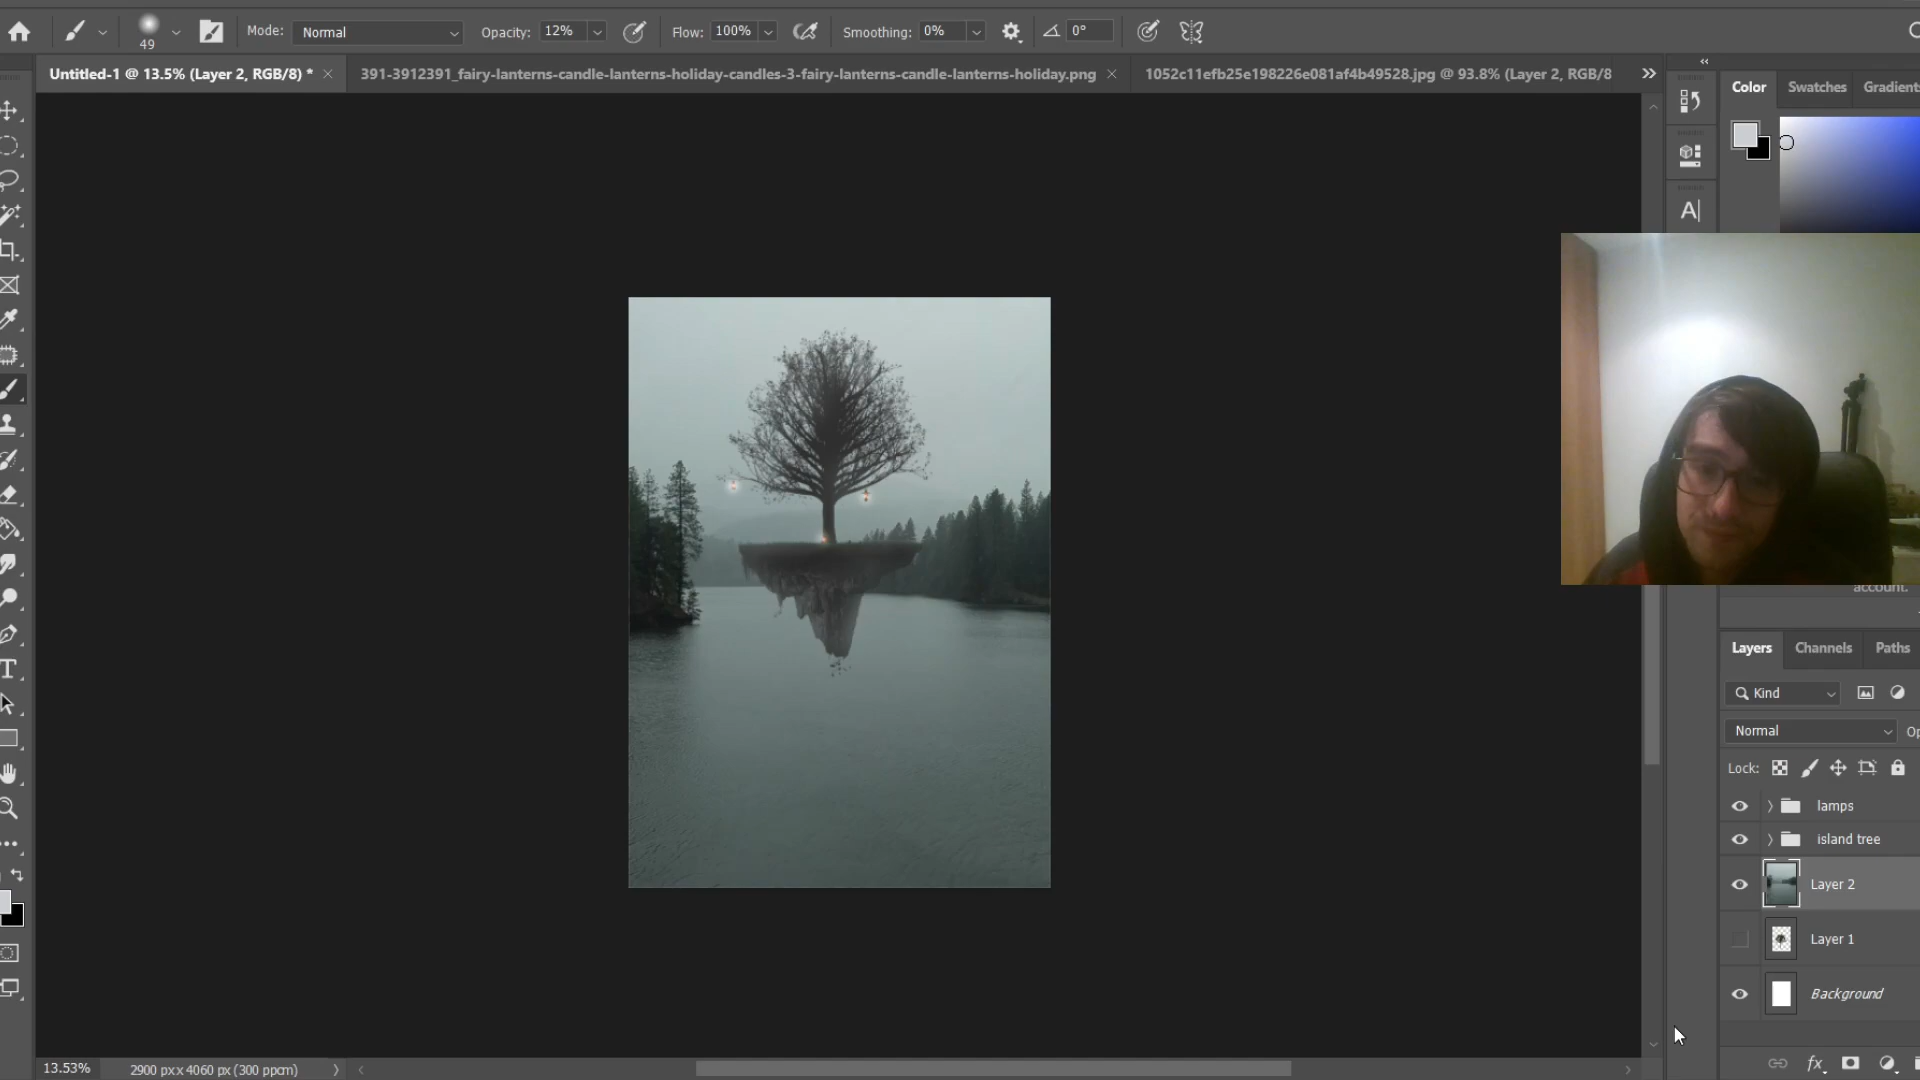 49
Mode: Normal
Opacity: 12%
Flow: 100%
Smoothing: 0%
0°
Untitled-1 @ 13.5% (Layer 2, RGB/8) *
391-3912391_fairy-lanterns-candle-lanterns-holiday-candles-3-fairy-lanterns-candle-lanterns-holiday.png
1052c11efb25e198226e081af4b49528.jpg @ 93.8% (Layer 2, RGB/8
Color
Swatches
Gradients
A|
account.
Layers
Channels
Paths
Kind
Normal
Op
Lock:
lamps
island tree
Layer 2
Layer 1
Background
fx
13.53%
2900 px x 4060 px (300 ppcm)